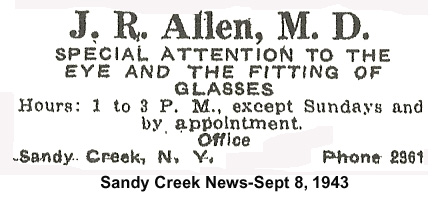 J. R. Allen, M. D.
SPECIAL ATTENTION TO THE
EYE AND THE FITTING OF
GLASSES
Hours: 1 to 3 P. M., except Sundays and
by appointment.
Office
Sandy Creek, N. Y. Phone 2361
Sandy Creek News-Sept 8, 1943